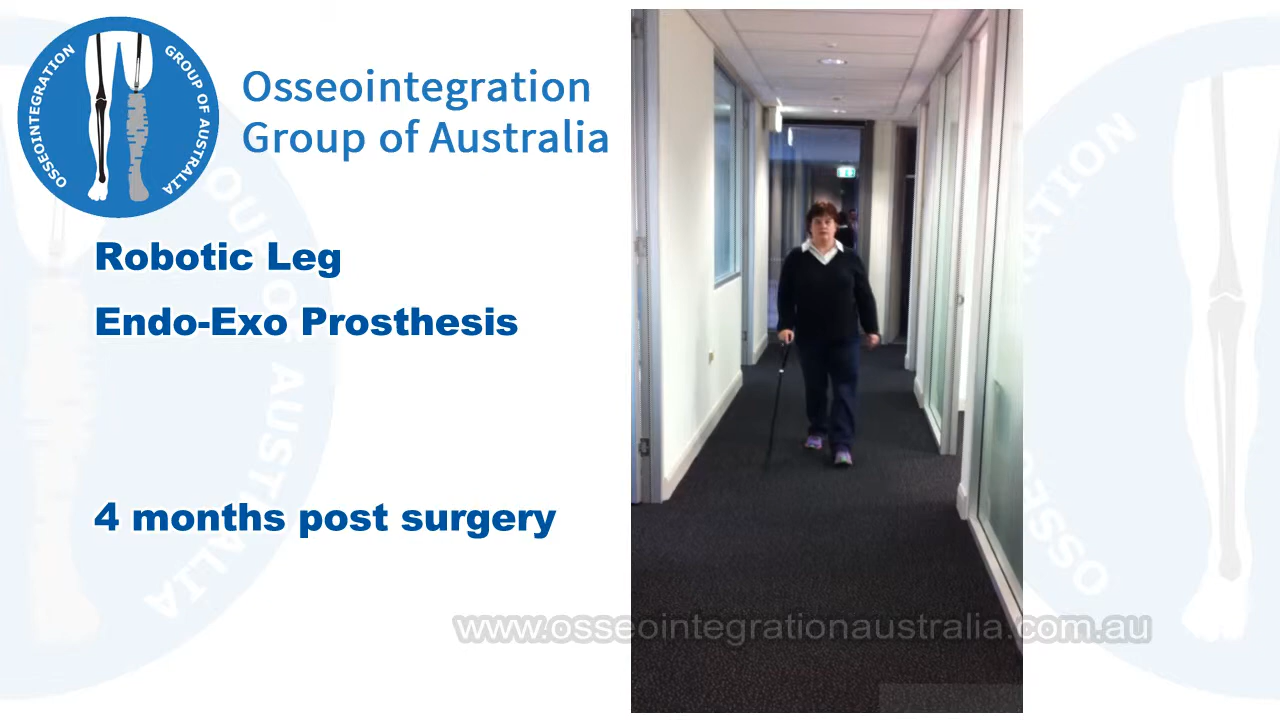 OSSEOINTEGRATION
GROUP OF AUSTRALIA
Osseointegration
Group of Australia
Robotic Leg
Endo-Exo Prosthesis
4 months post surgery
www.osseointegrationaustralia.com.au